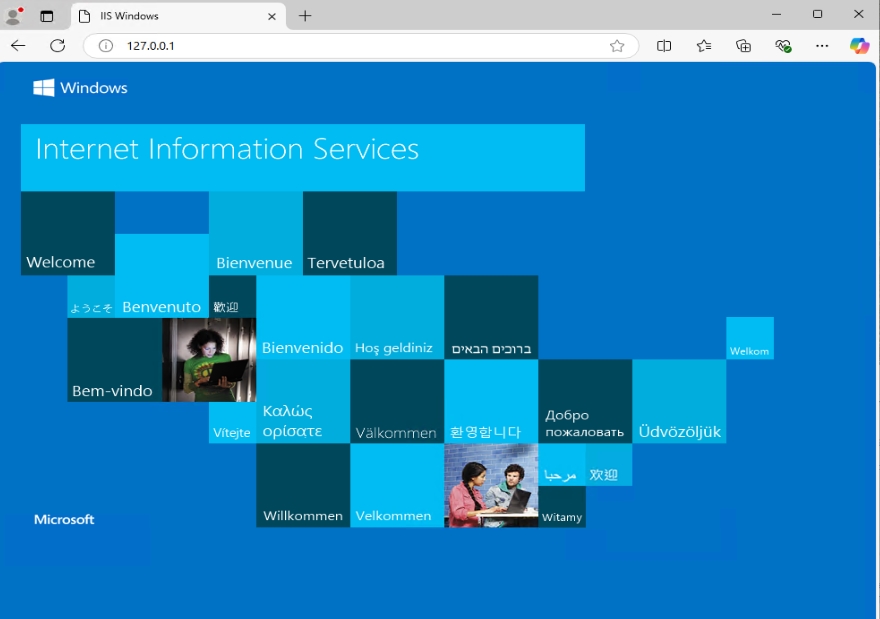 IIS Windows
127.0.0.1
Windows
Internet Information Services
Welcome
Bienvenue
Tervetuloa
ようこそ
Benvenuto
歡迎
Bienvenido
Hoş geldiniz
ברוכים הבאים
Welkom
Bem-vindo
Vítejte
Καλώς
ορίσατε
Välkommen
환영합니다
Добро
пожаловать
Üdvözöljük
Willkommen
Velkommen
مرحبا
欢迎
Witamy
Microsoft